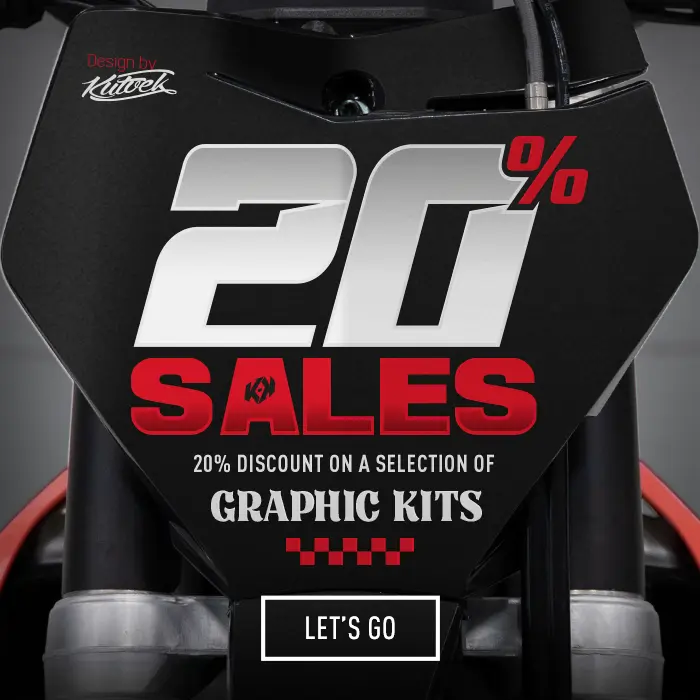 Design by
Kutvek
20%
SALES
20% DISCOUNT ON A SELECTION OF
GRAPHIC KITS
LET'S GO